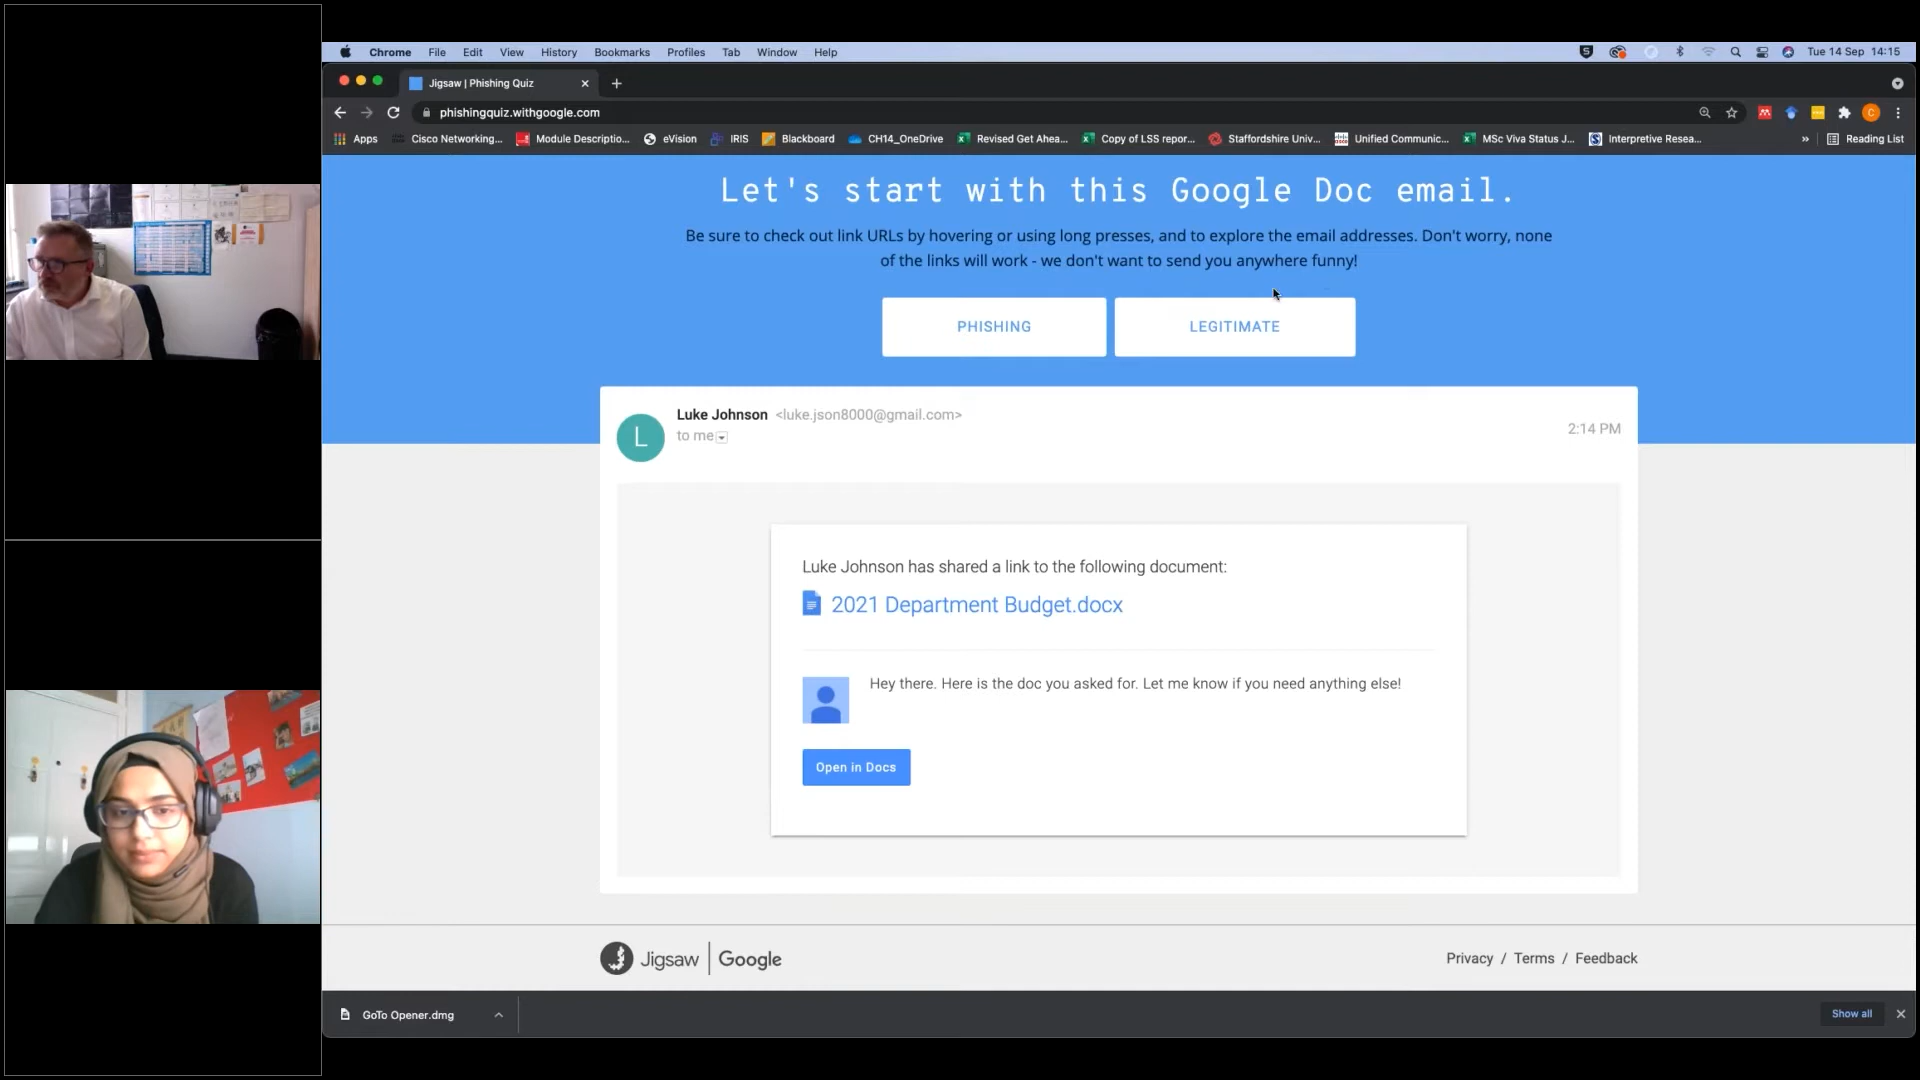 Chrome File Edit View History Bookmarks Profiles Tab Window Help
Tue 14 Sep 14:15
Jigsaw | Phishing Quiz
phishingquiz.withgoogle.com
Apps Cisco Networking... Module Descriptio... eVision IRIS Blackboard CH14_OneDrive Revised Get Ahea... Copy of LSS repor... Staffordshire Univ... Unified Communic... MSc Viva Status J... Interpretive Resea... » Reading List
Let's start with this Google Doc email.
Be sure to check out link URLs by hovering or using long presses, and to explore the email addresses. Don't worry, none
of the links will work - we don't want to send you anywhere funny!
PHISHING LEGITIMATE
L
Luke Johnson <luke.json8000@gmail.com>
to me
2:14 PM
Luke Johnson has shared a link to the following document:
2021 Department Budget.docx
Hey there. Here is the doc you asked for. Let me know if you need anything else!
Open in Docs
Jigsaw | Google
Privacy / Terms / Feedback
GoTo Opener.dmg
Show all